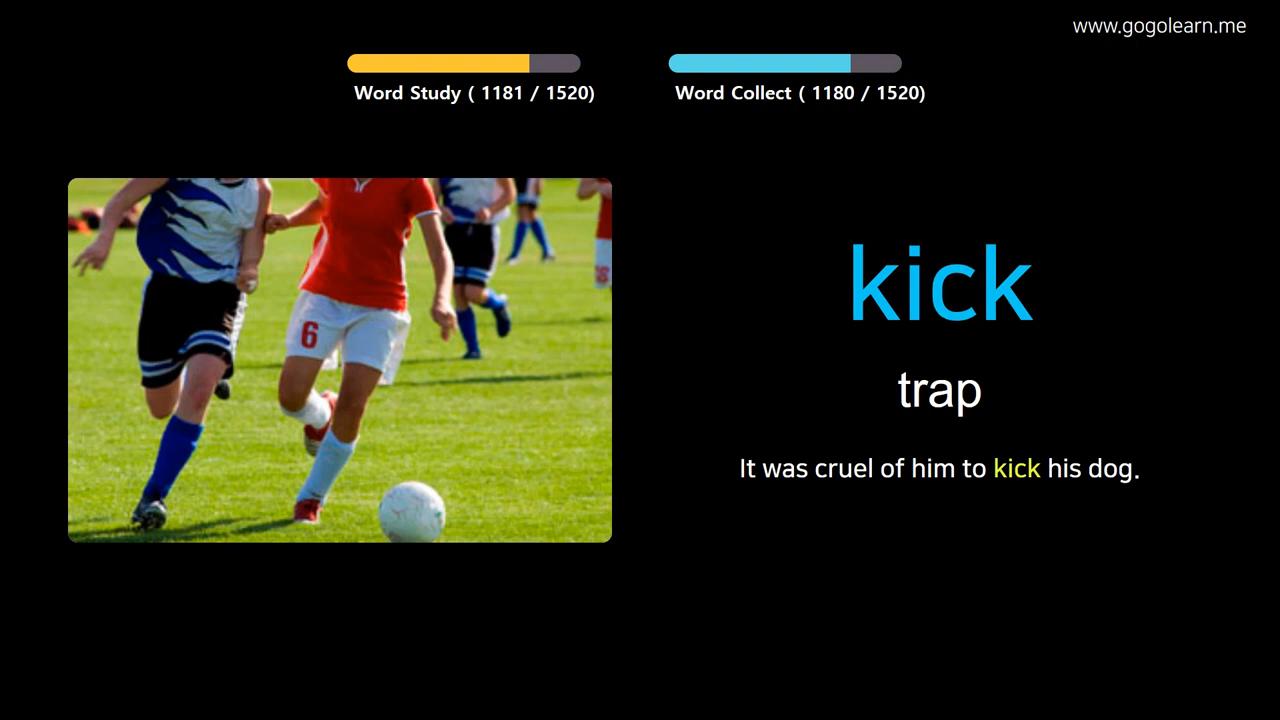 www.gogolearn.me
Word Study ( 1181 / 1520)
Word Collect ( 1180 / 1520)
6
kick
trap
It was cruel of him to kick his dog.